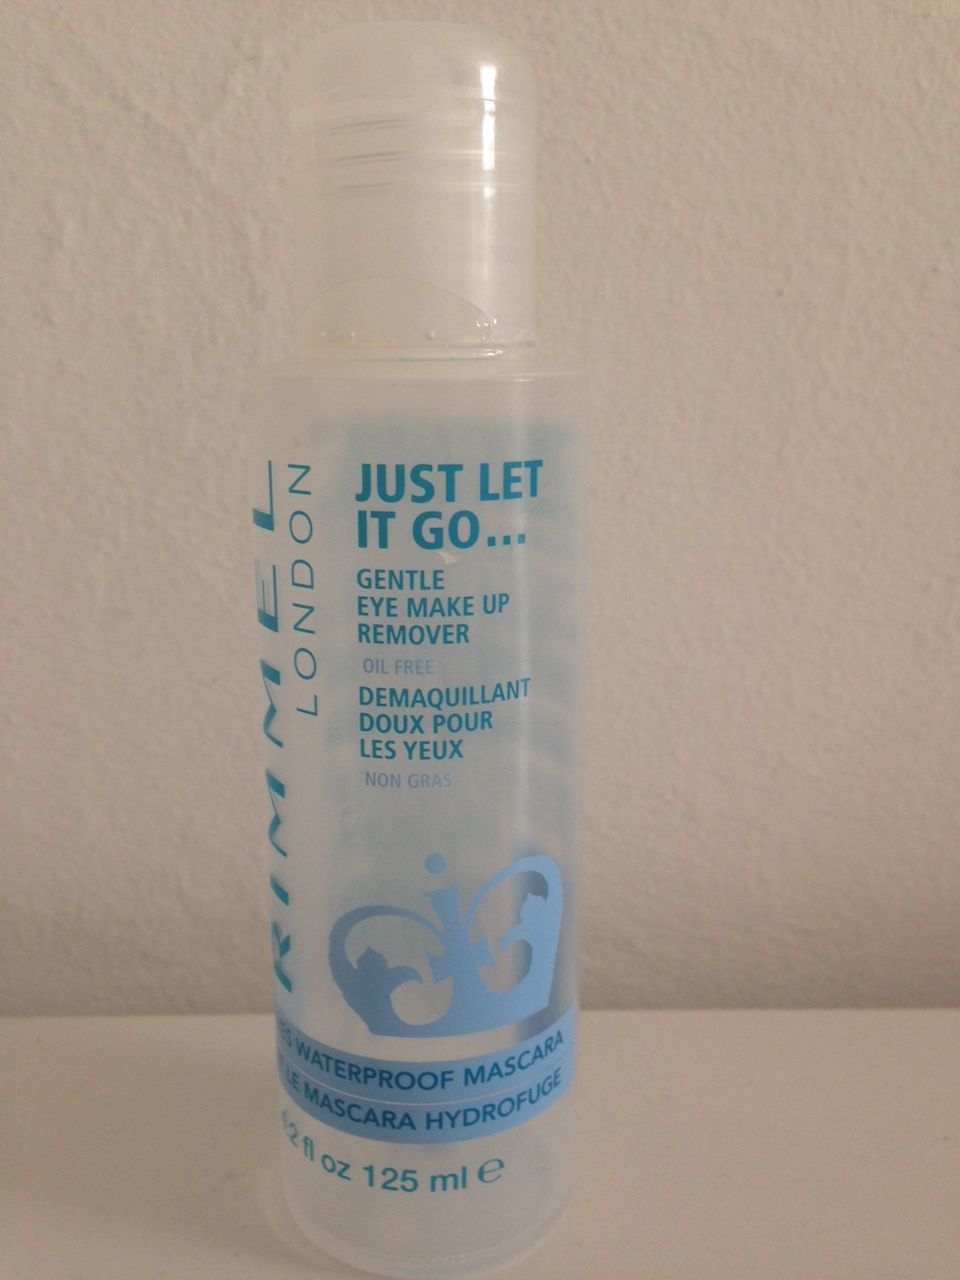 RIMMEL
LONDON
JUST LET
IT GO...
GENTLE
EYE MAKE UP
REMOVER
OIL FREE
DEMAQUILLANT
DOUX POUR
LES YEUX
NON GRAS
WATERPROOF MASCARA
LE MASCARA HYDROFUGE
2 fl oz 125 ml ℮